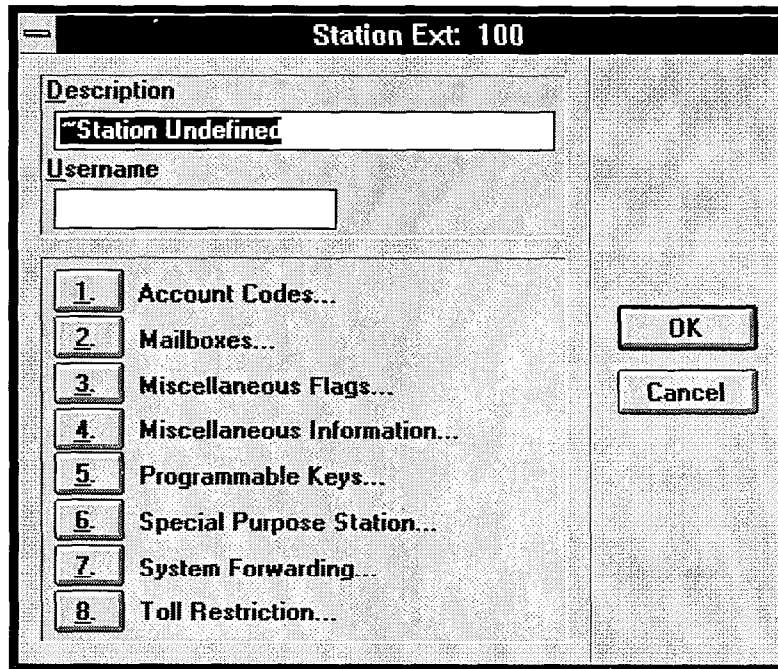 Station Ext: 100
Description
~Station Undefined
Username
1. Account Codes...
2. Mailboxes...
3. Miscellaneous Flags...
4. Miscellaneous Information...
5. Programmable Keys...
6. Special Purpose Station...
7. System Forwarding...
8. Toll Restriction...
OK
Cancel